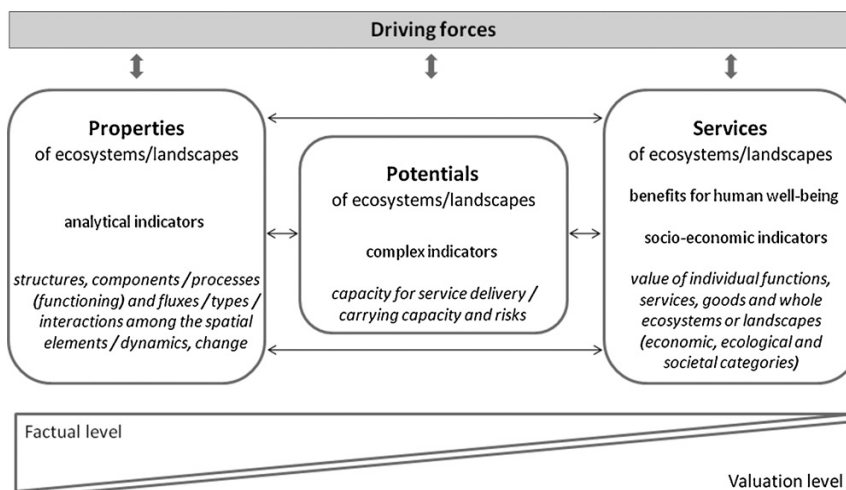 Driving forces
Properties
of ecosystems/landscapes
analytical indicators
structures, components / processes
(functioning) and fluxes / types /
interactions among the spatial
elements / dynamics, change
Potentials
of ecosystems/landscapes
complex indicators
capacity for service delivery /
carrying capacity and risks
Services
of ecosystems/landscapes
benefits for human well-being
socio-economic indicators
value of individual functions,
services, goods and whole
ecosystems or landscapes
(economic, ecological and
societal categories)
Factual level
Valuation level